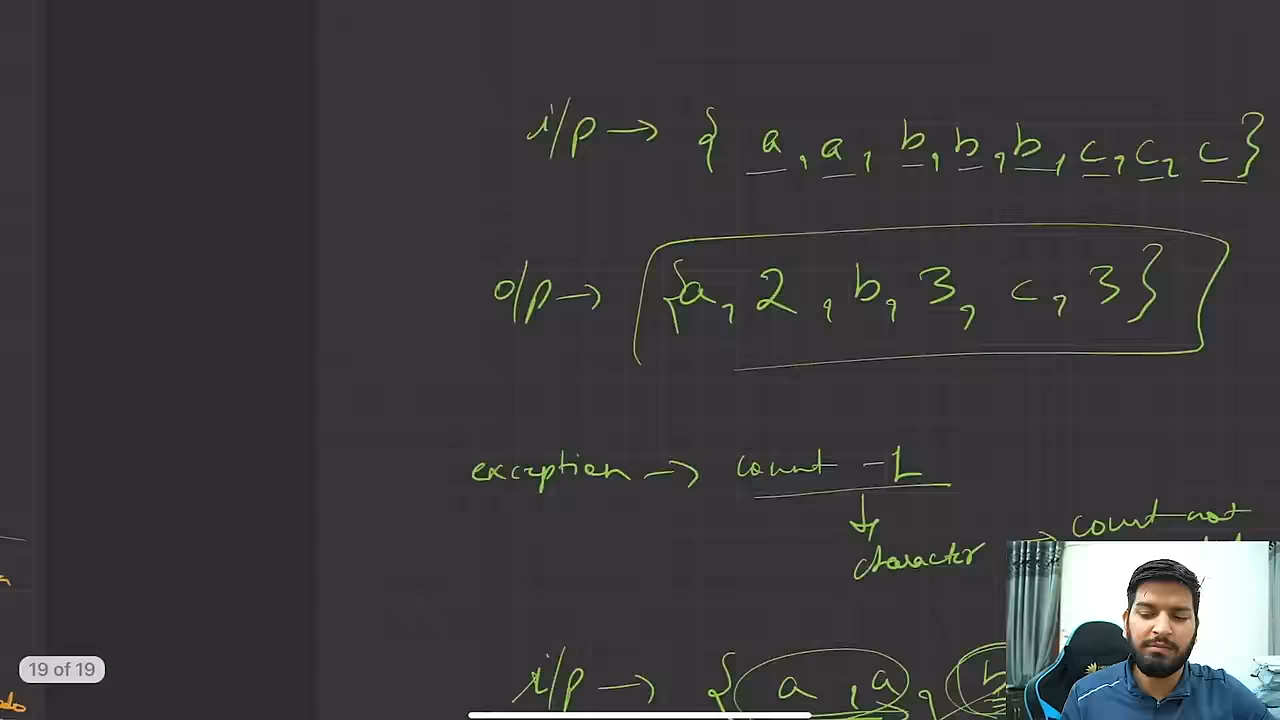 i/p → { a, a, b, b, b, c, c, c }
o/p → {a, 2, b, 3, c, 3}
exception → count - 1
↓
character → count not
i/p → { a, a, b
19 of 19